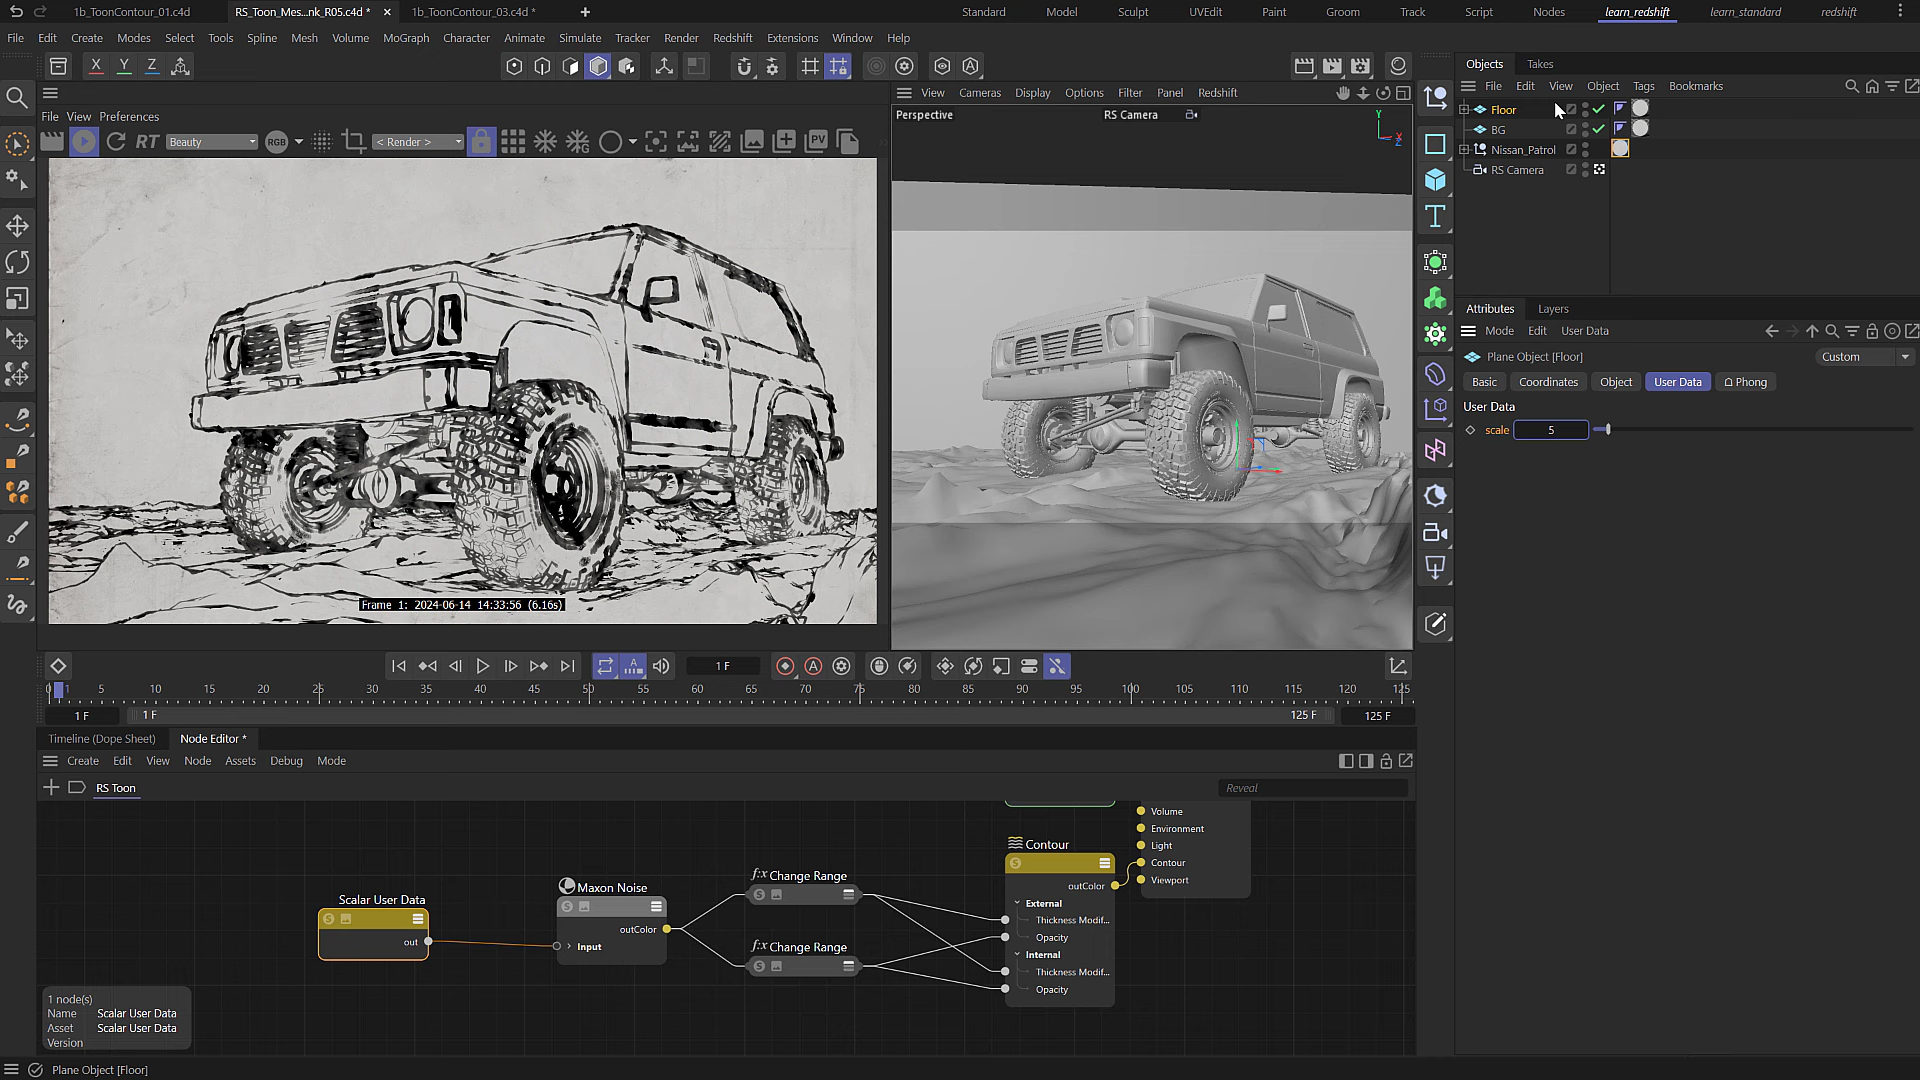 1b_ToonContour_01.c4d
RS_Toon_Mes...nk_R05.c4d *
1b_ToonContour_03.c4d *
Standard Model Sculpt UVEdit Paint Groom Track Script Nodes learn_redshift learn_standard redshift
File Edit Create Modes Select Tools Spline Mesh Volume MoGraph Character Animate Simulate Tracker Render Redshift Extensions Window Help
X Y Z
Objects Takes
File Edit View Object Tags Bookmarks
File View Preferences
RT Beauty RGB < Render > PV
View Cameras Display Options Filter Panel Redshift
Perspective
RS Camera
Y
X
Z
Floor
BG
Nissan_Patrol
RS Camera
Attributes Layers
Mode Edit User Data
Plane Object [Floor]
Custom
Basic Coordinates Object User Data Phong
User Data
scale 5
Frame 1: 2024-06-14 14:33:56 (6.16s)
1 F
0 1 5 10 15 20 25 30 35 40 45 50 55 60 65 70 75 80 85 90 95 100 105 110 115 120 125
1 F 1 F 125 F 125 F
Timeline (Dope Sheet) Node Editor *
Create Edit View Node Assets Debug Mode
RS Toon
Reveal
Volume
Environment
Light
Contour
Viewport
Contour
outColor
External
Thickness Modif...
Opacity
Internal
Thickness Modif...
Opacity
f:x Change Range
f:x Change Range
Maxon Noise
outColor
Input
Scalar User Data
out
1 node(s)
Name Scalar User Data
Asset Scalar User Data
Version
Plane Object [Floor]